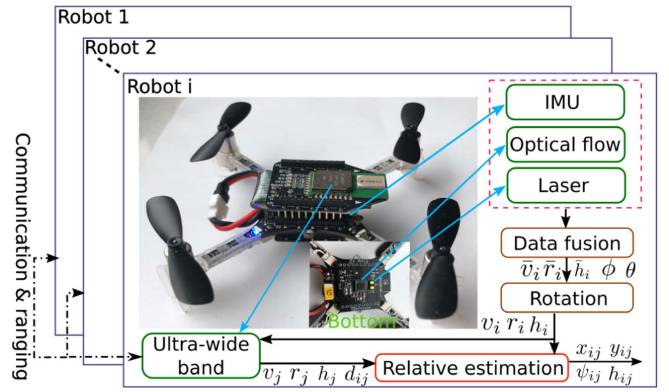 Robot 1
Robot 2
Robot i
IMU
Optical flow
Laser
Data fusion
v̄ᵢ r̄ᵢ h̄ᵢ ϕ θ
Rotation
vᵢ rᵢ hᵢ
Communication & ranging
Bottom
Ultra-wide
band
vⱼ rⱼ hⱼ dᵢⱼ
Relative estimation
xᵢⱼ yᵢⱼ
ψᵢⱼ hᵢⱼ